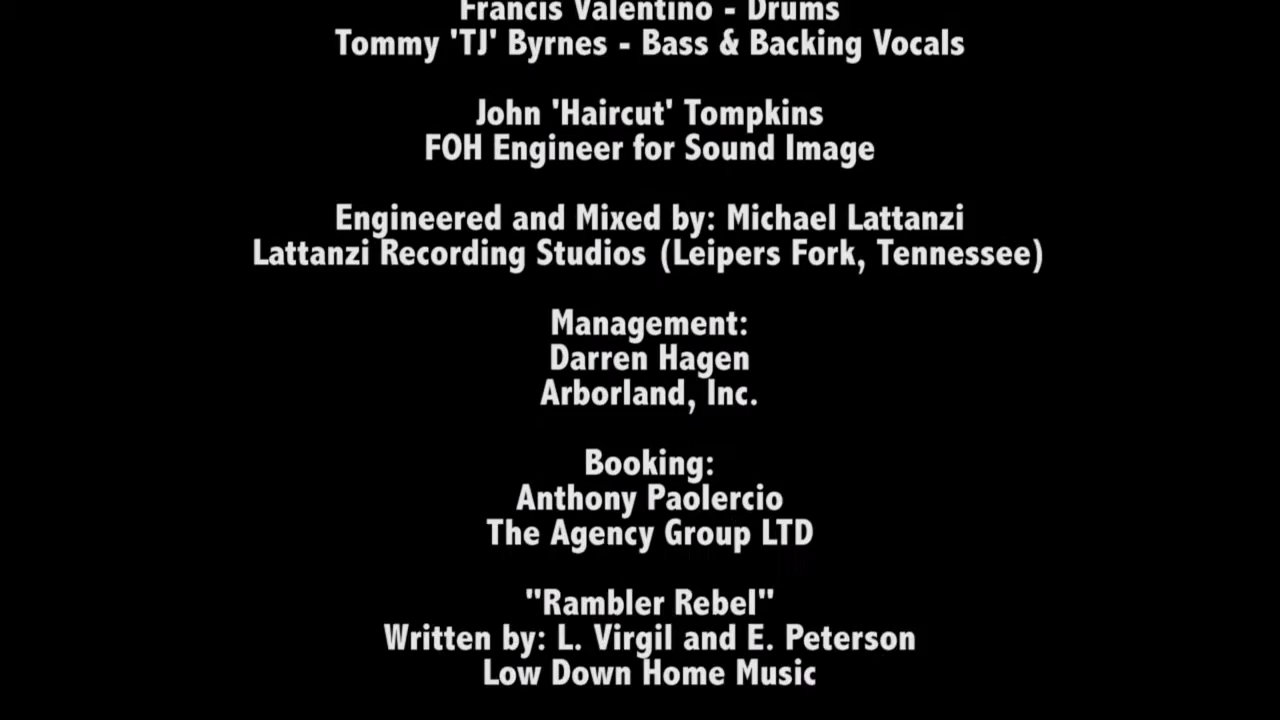 Francis Valentino - Drums
Tommy 'TJ' Byrnes - Bass & Backing Vocals
John 'Haircut' Tompkins
FOH Engineer for Sound Image
Engineered and Mixed by: Michael Lattanzi
Lattanzi Recording Studios (Leipers Fork, Tennessee)
Management:
Darren Hagen
Arborland, Inc.
Booking:
Anthony Paolercio
The Agency Group LTD
"Rambler Rebel"
Written by: L. Virgil and E. Peterson
Low Down Home Music